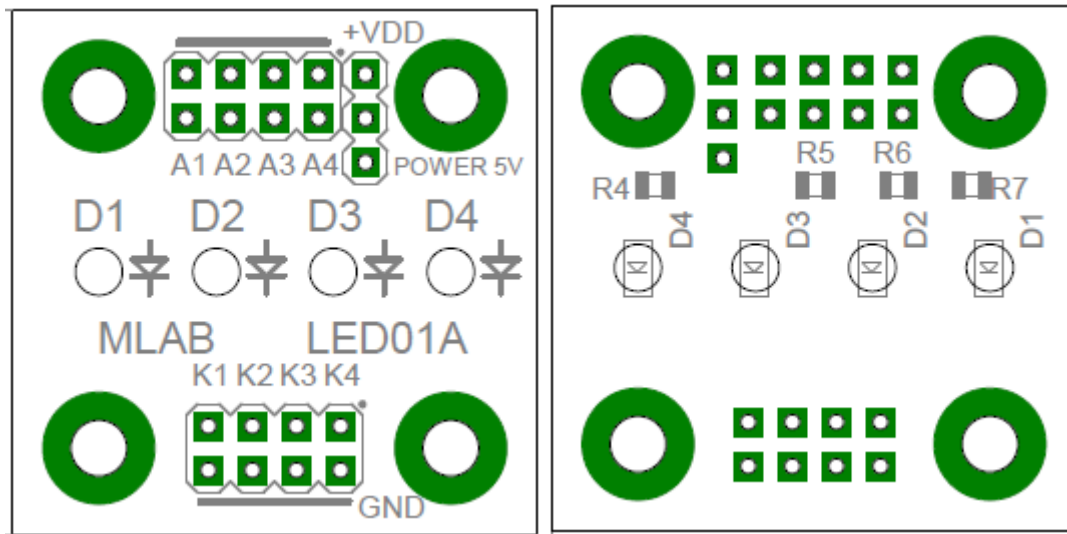 +VDD
A1 A2 A3 A4 POWER 5V
D1 D2 D3 D4
MLAB LED01A
K1 K2 K3 K4
GND
R5 R6
R4 R7
D4 D3 D2 D1